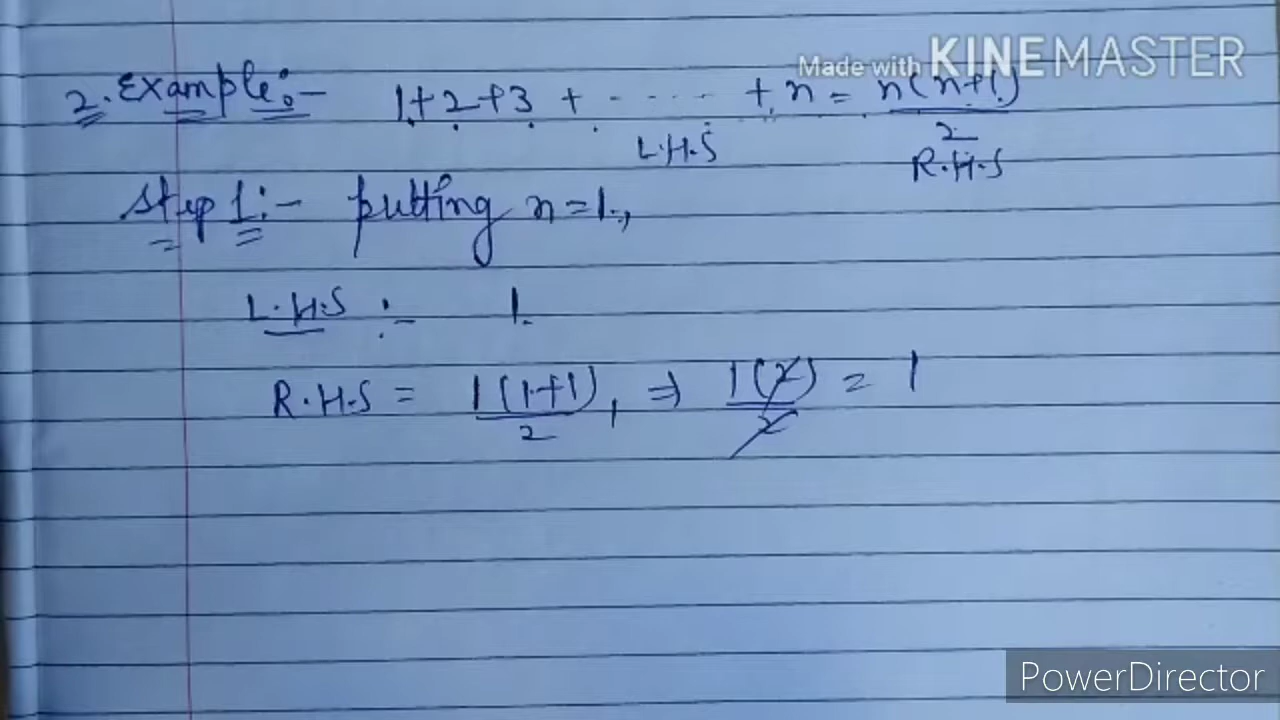 Made with KINEMASTER
2. Example:- 1+2+3 + ------ + n = n(n+1)/2
L.H.S R.H.S
Step 1:- putting n=1.,
L.H.S :- 1.
R.H.S = 1(1+1)/2, ⇒ 1(2)/2 = 1
PowerDirector